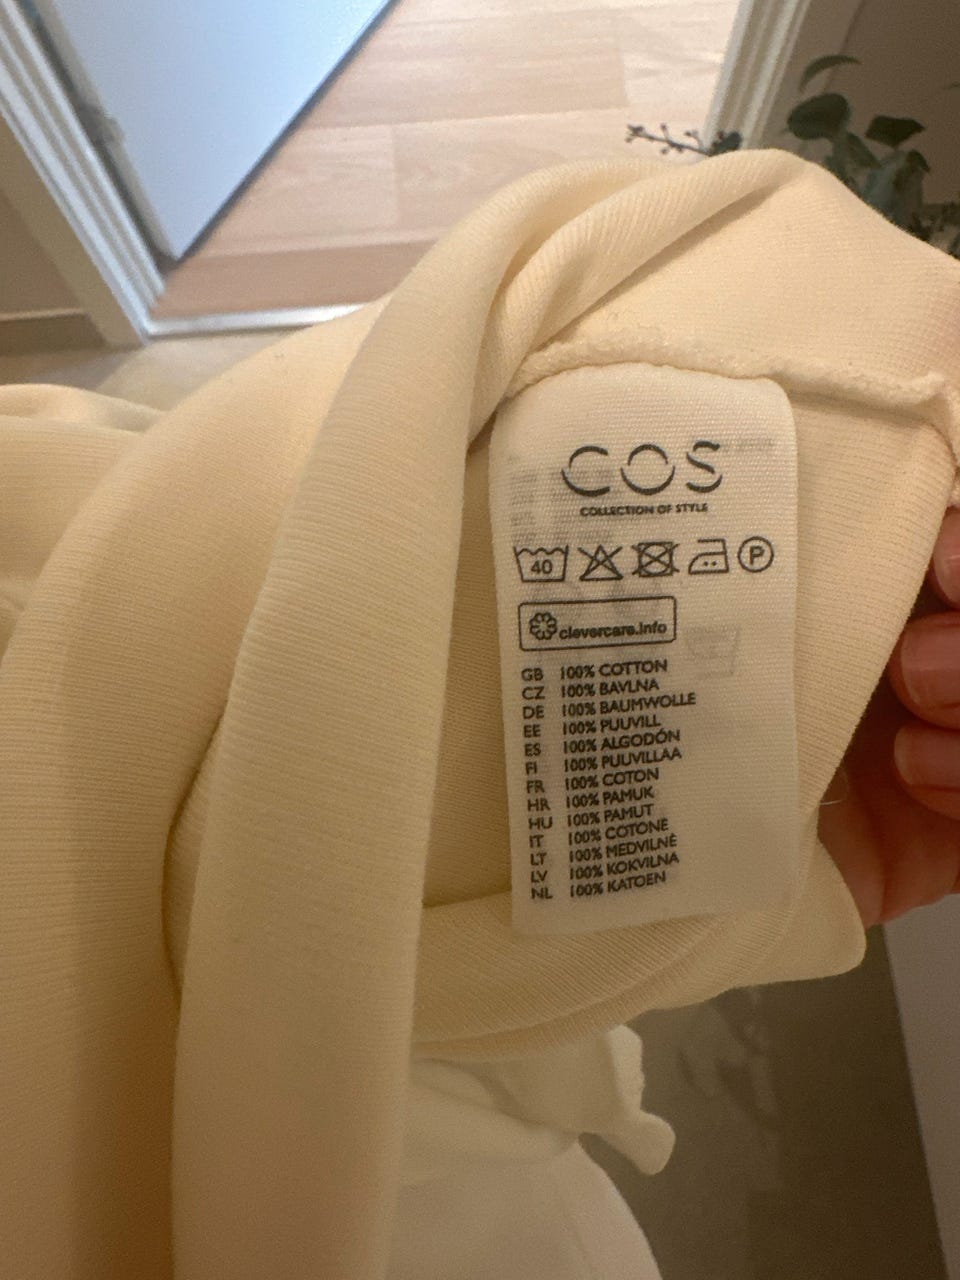 COS
COLLECTION OF STYLE
40 P
clevercare.info
GB 100% COTTON
CZ 100% BAVLNA
DE 100% BAUMWOLLE
EE 100% PUUVILL
ES 100% ALGODÓN
FI 100% PUUVILLAA
FR 100% COTON
HR 100% PAMUK
HU 100% PAMUT
IT 100% COTONE
LT 100% MEDVILNĖ
LV 100% KOKVILNA
NL 100% KATOEN